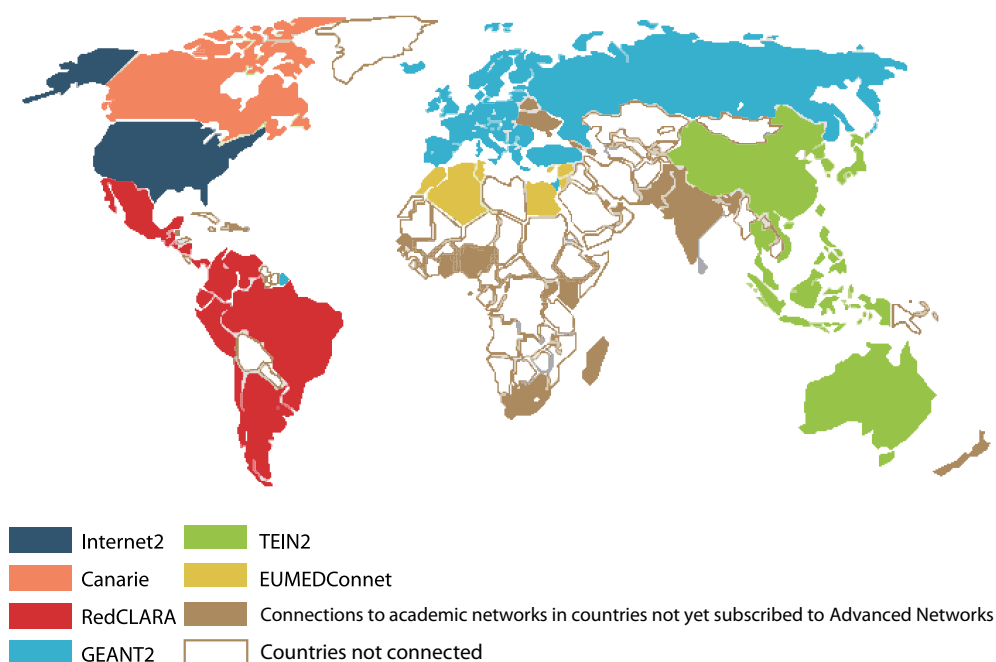 Internet2
Canarie
RedCLARA
GEANT2
TEIN2
EUMEDConnet
Connections to academic networks in countries not yet subscribed to Advanced Networks
Countries not connected